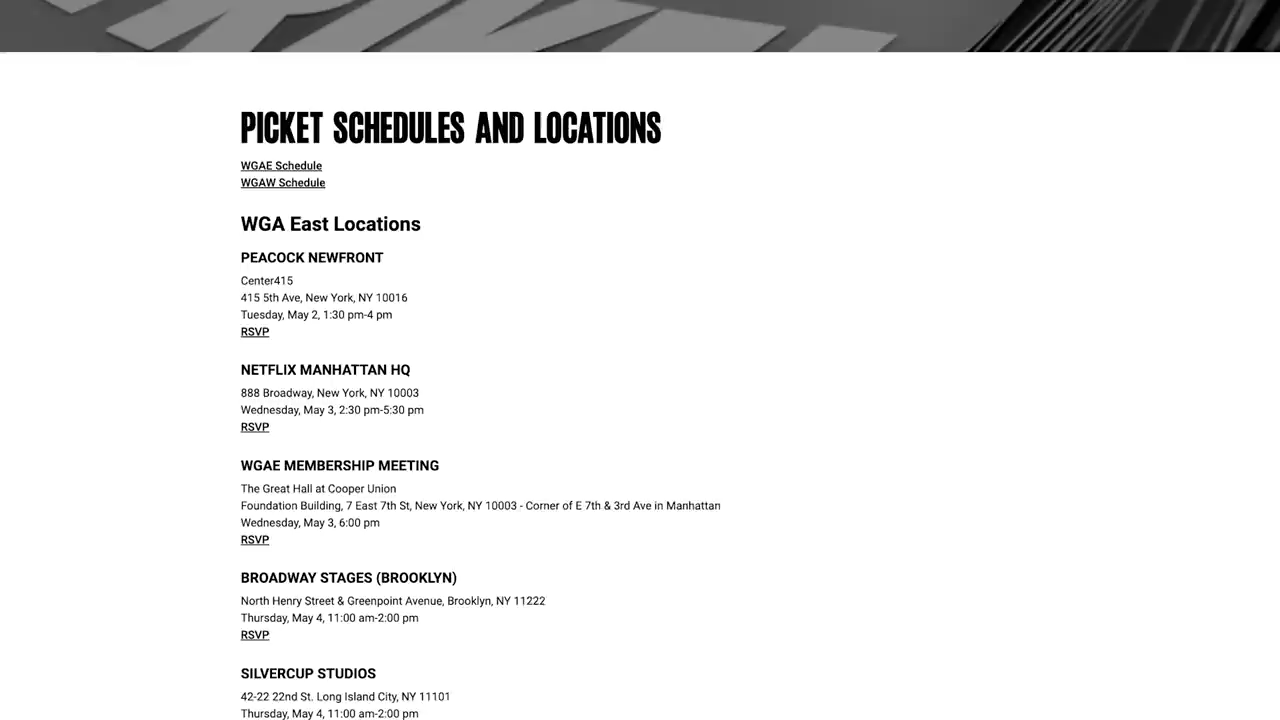 PICKET SCHEDULES AND LOCATIONS
WGAE Schedule
WGAW Schedule
WGA East Locations
PEACOCK NEWFRONT
Center415
415 5th Ave, New York, NY 10016
Tuesday, May 2, 1:30 pm-4 pm
RSVP
NETFLIX MANHATTAN HQ
888 Broadway, New York, NY 10003
Wednesday, May 3, 2:30 pm-5:30 pm
RSVP
WGAE MEMBERSHIP MEETING
The Great Hall at Cooper Union
Foundation Building, 7 East 7th St, New York, NY 10003 - Corner of E 7th & 3rd Ave in Manhattan
Wednesday, May 3, 6:00 pm
RSVP
BROADWAY STAGES (BROOKLYN)
North Henry Street & Greenpoint Avenue, Brooklyn, NY 11222
Thursday, May 4, 11:00 am-2:00 pm
RSVP
SILVERCUP STUDIOS
42-22 22nd St. Long Island City, NY 11101
Thursday, May 4, 11:00 am-2:00 pm